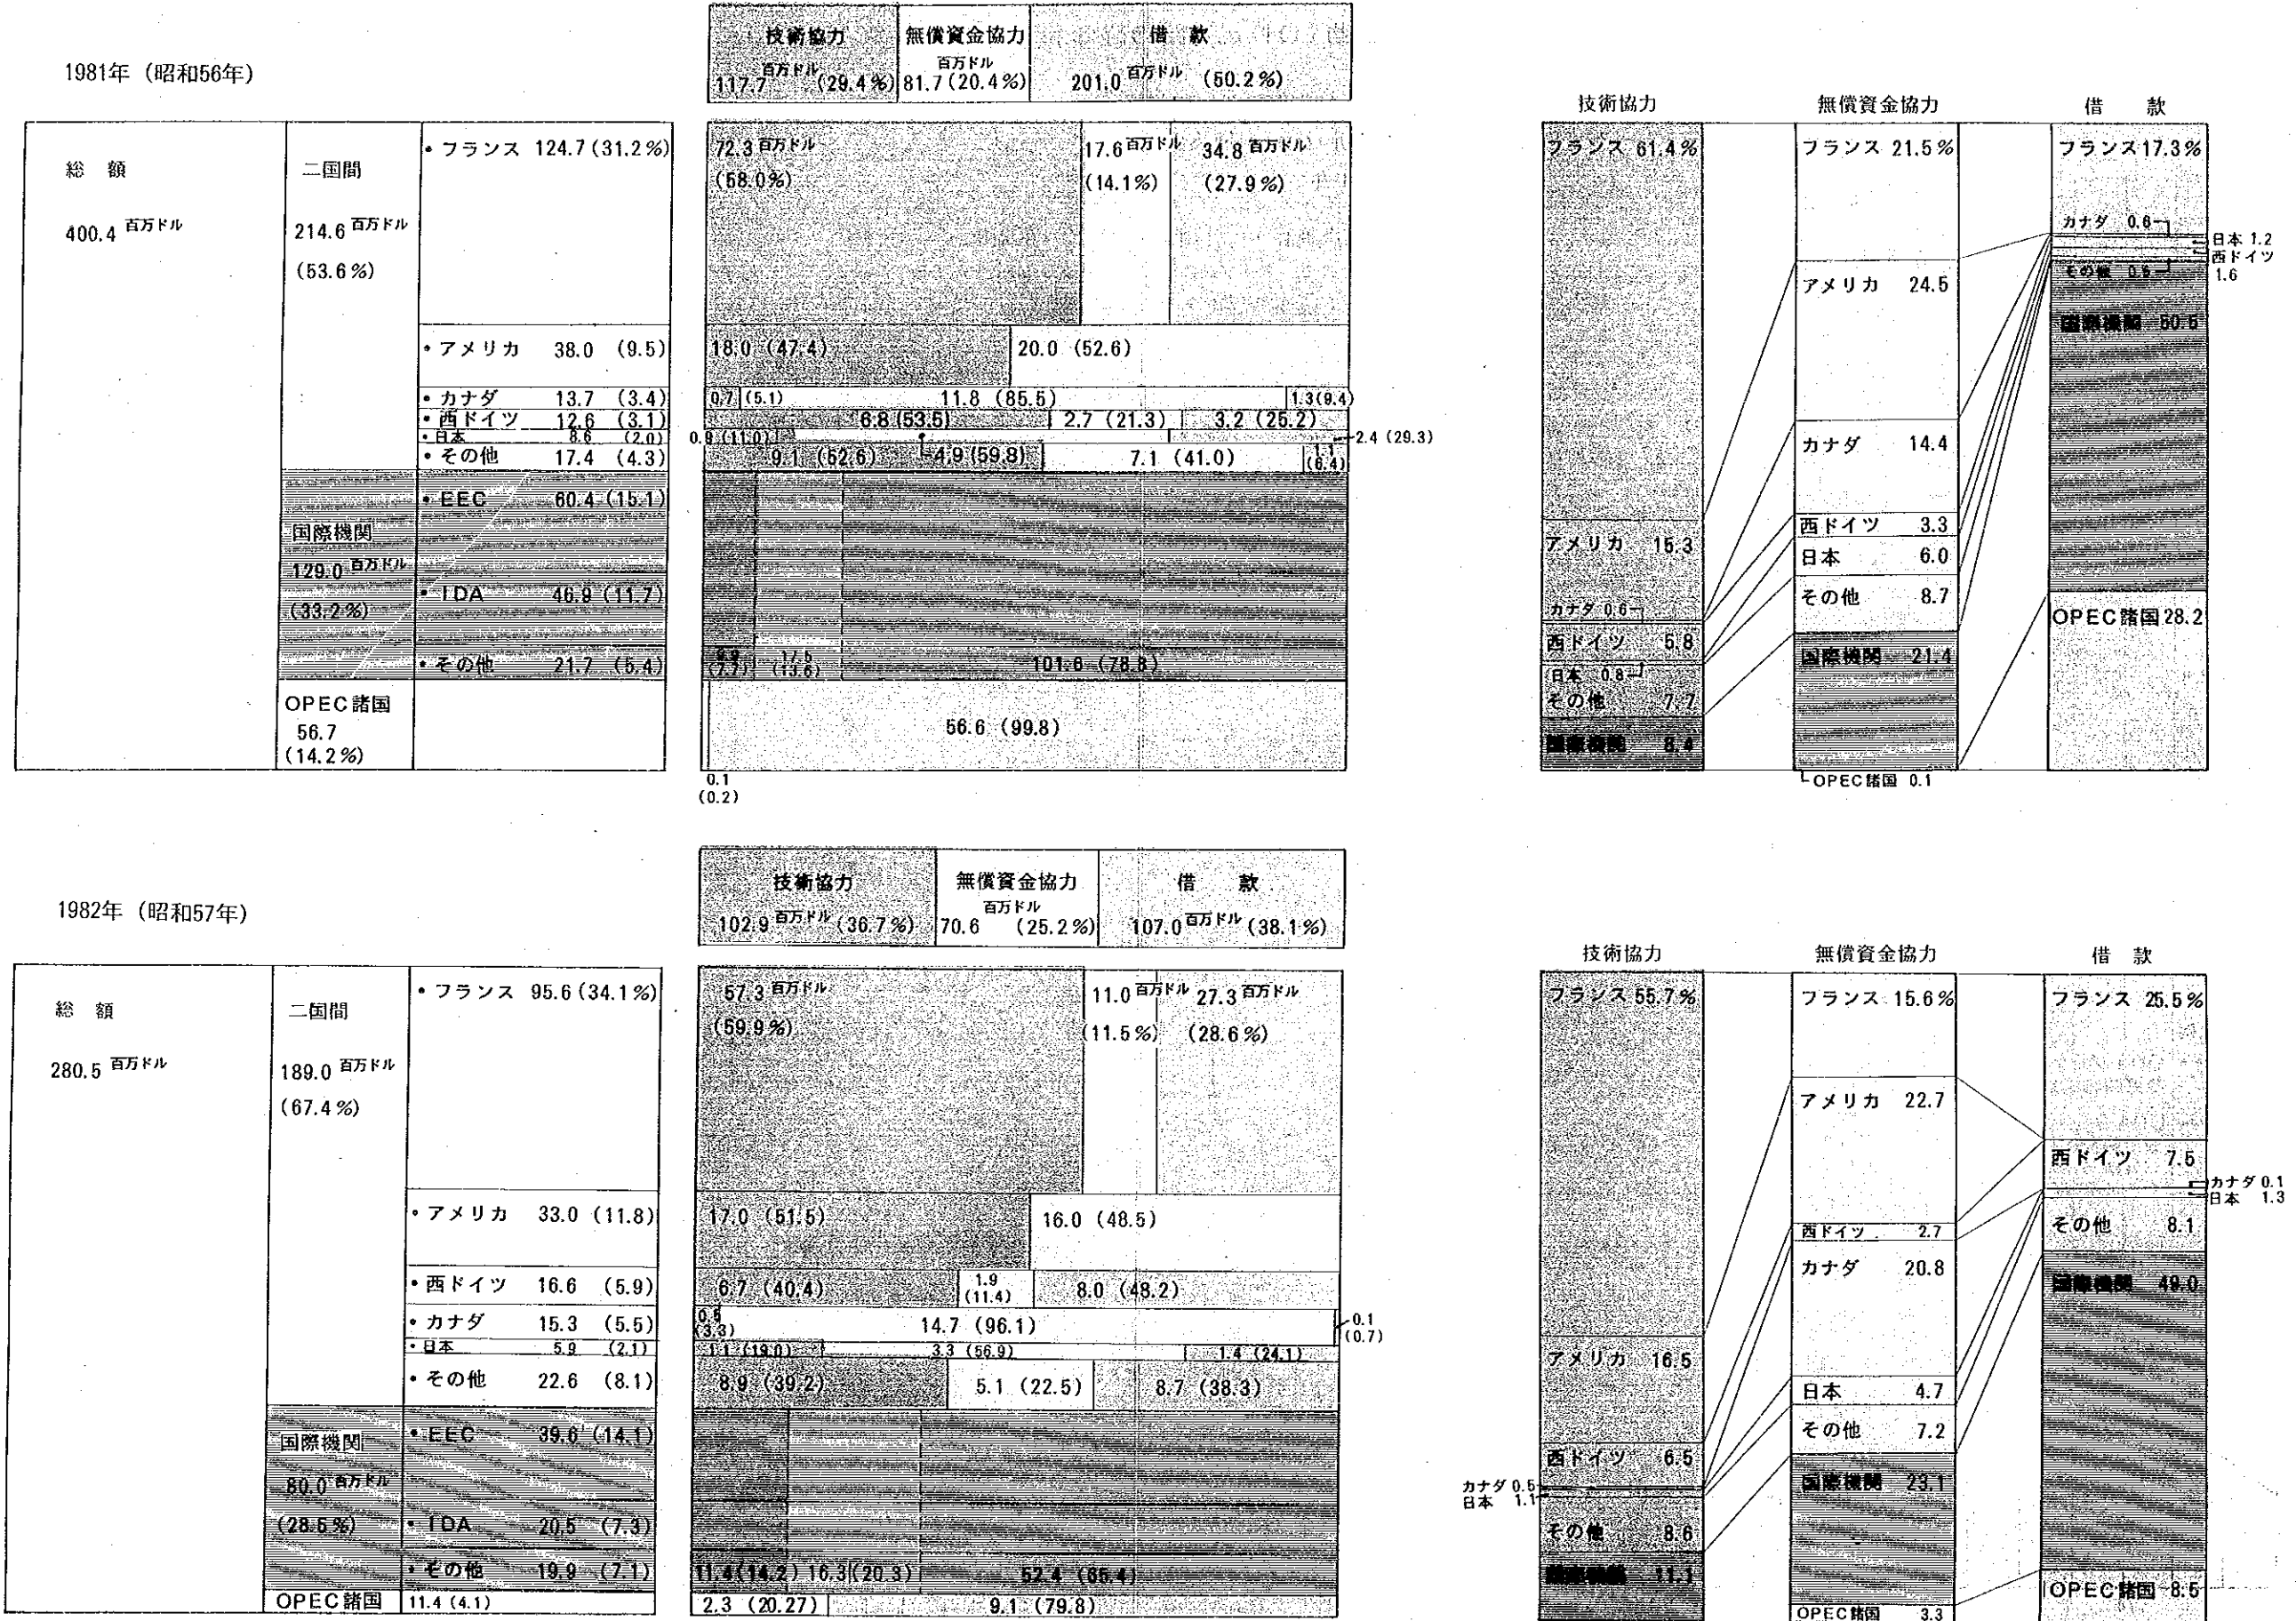 1981年（昭和56年）
技術協力 無償資金協力 借款
百万ドル 百万ドル 百万ドル
117.7 (29.4%) 81.7(20.4%) 201.0 (50.2%)
総額 400.4 百万ドル
二国間 214.6 百万ドル (53.6%)
・フランス 124.7(31.2%)
・アメリカ 38.0 (9.5)
・カナダ 13.7 (3.4)
・西ドイツ 12.6 (3.1)
・日本 8.6 (2.0)
・その他 17.4 (4.3)
国際機関 129.0 百万ドル (33.2%)
・EEC 60.4 (15.1)
・IDA 46.9 (11.7)
・その他 21.7 (5.4)
OPEC諸国
56.7
(14.2%)
72.3 百万ドル 17.6 百万ドル 34.8 百万ドル
(58.0%) (14.1%) (27.9%)
18.0 (47.4) 20.0 (52.6)
0.7 (5.1) 11.8 (85.5) 1.3(9.4)
6.8 (53.5) 2.7 (21.3) 3.2 (25.2)
0.9 (11.0) 4.9 (59.8) 2.4 (29.3)
9.1 (52.6) 7.1 (41.0) 1.1 (6.4)
(7.7) (13.6) 101.6 (78.8)
56.6 (99.8)
0.1
(0.2)
技術協力 無償資金協力 借款
フランス 61.4%
アメリカ 15.3
カナダ 0.6
西ドイツ 5.8
日本 0.8
その他 7.7
国際機関 8.4
フランス 21.5%
アメリカ 24.5
カナダ 14.4
西ドイツ 3.3
日本 6.0
その他 8.7
国際機関 21.4
OPEC諸国 0.1
フランス 17.3%
カナダ 0.6
日本 1.2
西ドイツ 1.6
その他
国際機関
OPEC諸国 28.2
1982年（昭和57年）
技術協力 無償資金協力 借款
百万ドル 百万ドル 百万ドル
102.9 (36.7%) 70.6 (25.2%) 107.0 (38.1%)
総額 280.5 百万ドル
二国間 189.0 百万ドル (67.4%)
・フランス 95.6(34.1%)
・アメリカ 33.0 (11.8)
・西ドイツ 16.6 (5.9)
・カナダ 15.3 (5.5)
・日本 5.9 (2.1)
・その他 22.6 (8.1)
国際機関 80.0 百万ドル (28.5%)
・EEC 39.6 (14.1)
・IDA 20.5 (7.3)
・その他 19.9 (7.1)
OPEC諸国 11.4 (4.1)
57.3 百万ドル 11.0 百万ドル 27.3 百万ドル
(59.9%) (11.5%) (28.6%)
17.0 (51.5) 16.0 (48.5)
6.7 (40.4) 1.9 (11.4) 8.0 (48.2)
0.5 (3.3) 14.7 (96.1) 0.1 (0.7)
1.1 (19.0) 3.3 (56.9) 1.4 (24.1)
8.9 (39.2) 5.1 (22.5) 8.7 (38.3)
11.4(14.2) 16.3(20.3) 52.4 (65.4)
2.3 (20.27) 9.1 (79.8)
技術協力 無償資金協力 借款
フランス 55.7%
アメリカ 16.5
西ドイツ 6.5
カナダ 0.5
日本 1.1
その他 8.6
国際機関 11.1
フランス 15.6%
アメリカ 22.7
西ドイツ 2.7
カナダ 20.8
日本 4.7
その他 7.2
国際機関 23.1
OPEC諸国 3.3
フランス 25.5%
西ドイツ 7.5
カナダ 0.1
日本 1.3
その他 8.1
国際機関 49.0
OPEC諸国 8.5